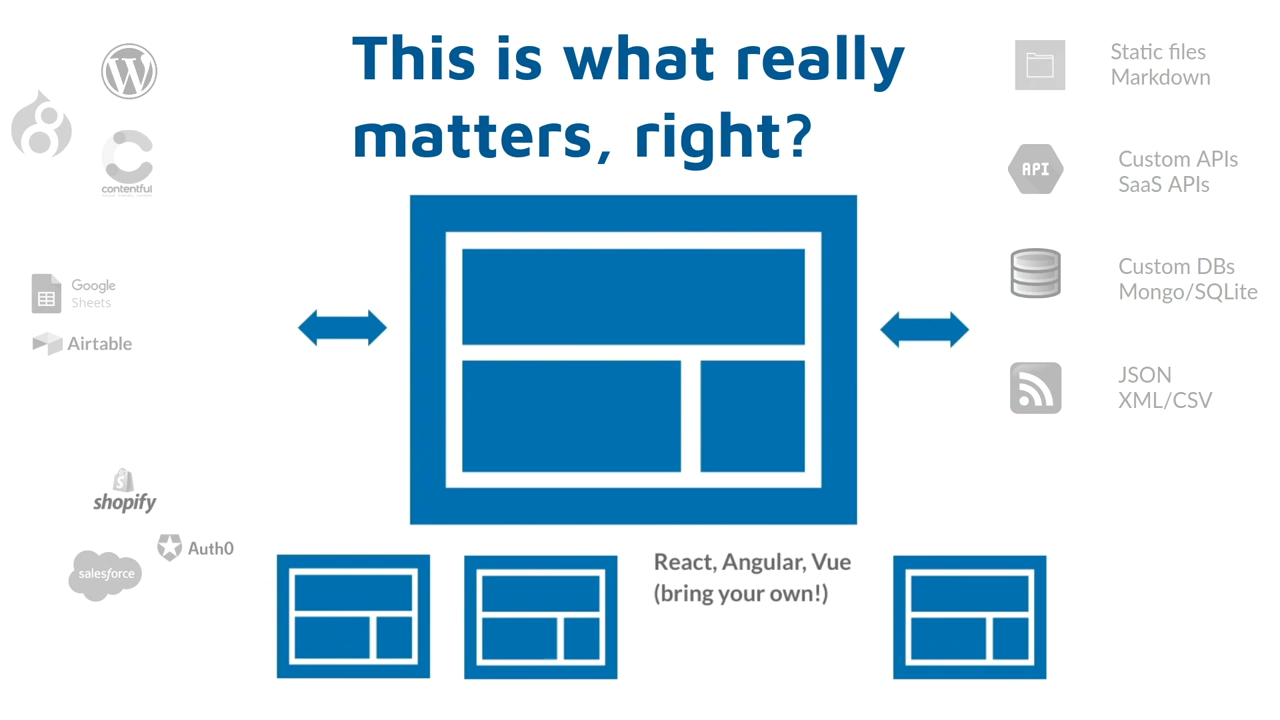 This is what really
matters, right?
contentful
Google
Sheets
Airtable
shopify
Auth0
salesforce
Static files
Markdown
API
Custom APIs
SaaS APIs
Custom DBs
Mongo/SQLite
JSON
XML/CSV
React, Angular, Vue
(bring your own!)